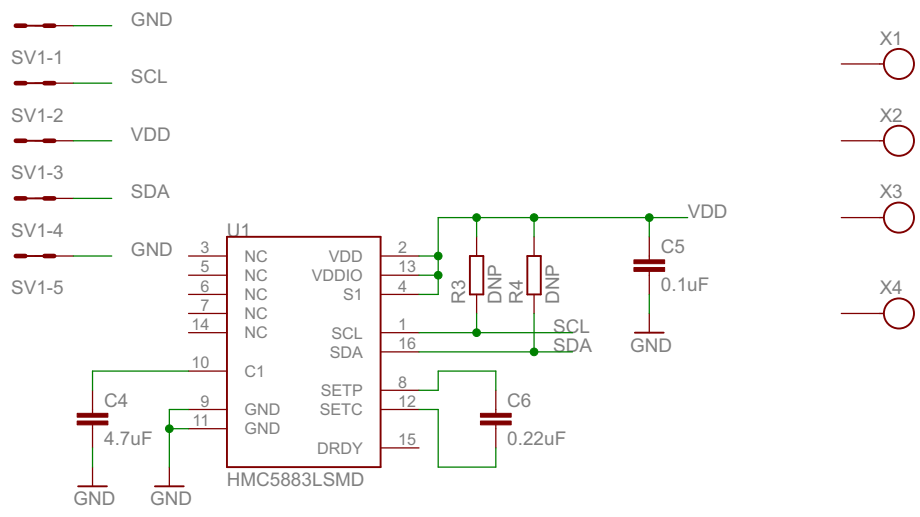 GND
SV1-1
SCL
SV1-2
VDD
SV1-3
SDA
SV1-4
GND
SV1-5
X1
X2
X3
X4
U1
3 NC
5 NC
6 NC
7 NC
14 NC
10 C1
9 GND
11 GND
VDD 2
VDDIO 13
S1 4
SCL 1
SDA 16
SETP 8
SETC 12
DRDY 15
HMC5883LSMD
R3
DNP
R4
DNP
VDD
C5
0.1uF
GND
SCL
SDA
C6
0.22uF
C4
4.7uF
GND
GND